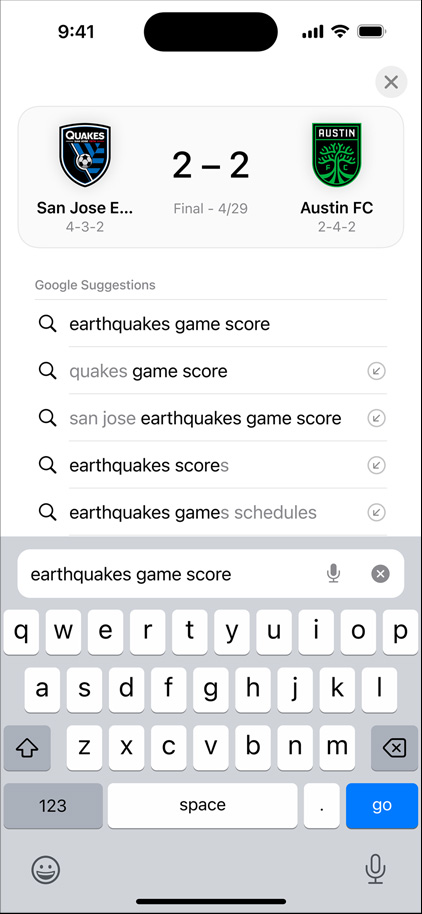 9:41
QUAKES
SAN JOSE
AUSTIN
F C
2 – 2
San Jose E...
Final - 4/29
Austin FC
4-3-2
2-4-2
Google Suggestions
earthquakes game score
quakes game score
san jose earthquakes game score
earthquakes scores
earthquakes games schedules
earthquakes game score
q w e r t y u i o p
a s d f g h j k l
z x c v b n m
123 space . go